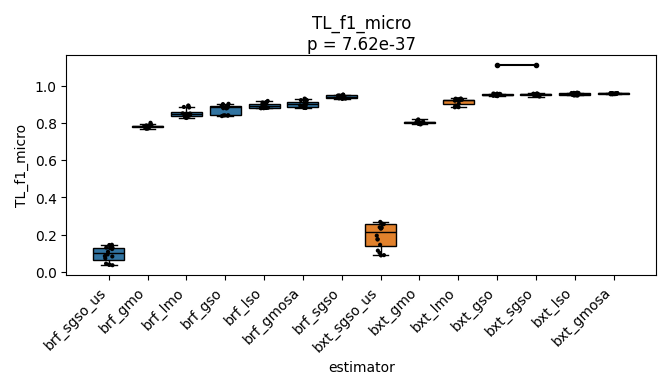 TL_f1_micro
p = 7.62e-37
TL_f1_micro
1.0
0.8
0.6
0.4
0.2
0.0
brf_sgso_us
brf_gmo
brf_lmo
brf_gso
brf_lso
brf_gmosa
brf_sgso
bxt_sgso_us
bxt_gmo
bxt_lmo
bxt_gso
bxt_sgso
bxt_lso
bxt_gmosa
estimator